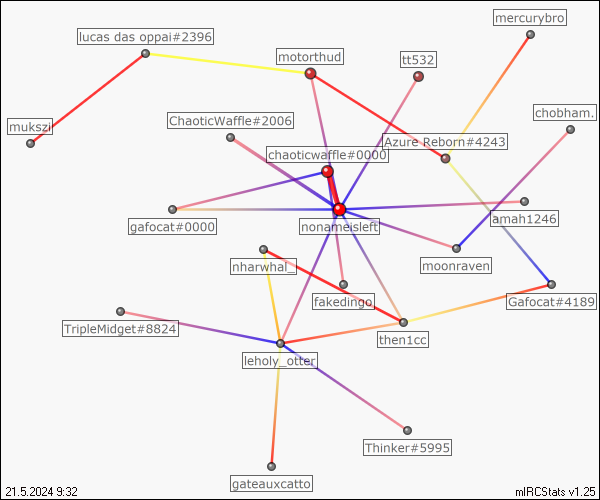 mercurybro
lucas das oppai#2396
motorthud
tt532
chobham.
ChaoticWaffle#2006
mukszi
Azure Reborn#4243
chaoticwaffle#0000
amah1246
gafocat#0000
nonameisleft
moonraven
nharwhal_
fakedingo
Gafocat#4189
TripleMidget#8824
then1cc
leholy_otter
Thinker#5995
gateauxcatto
21.5.2024 9:32
mIRCStats v1.25